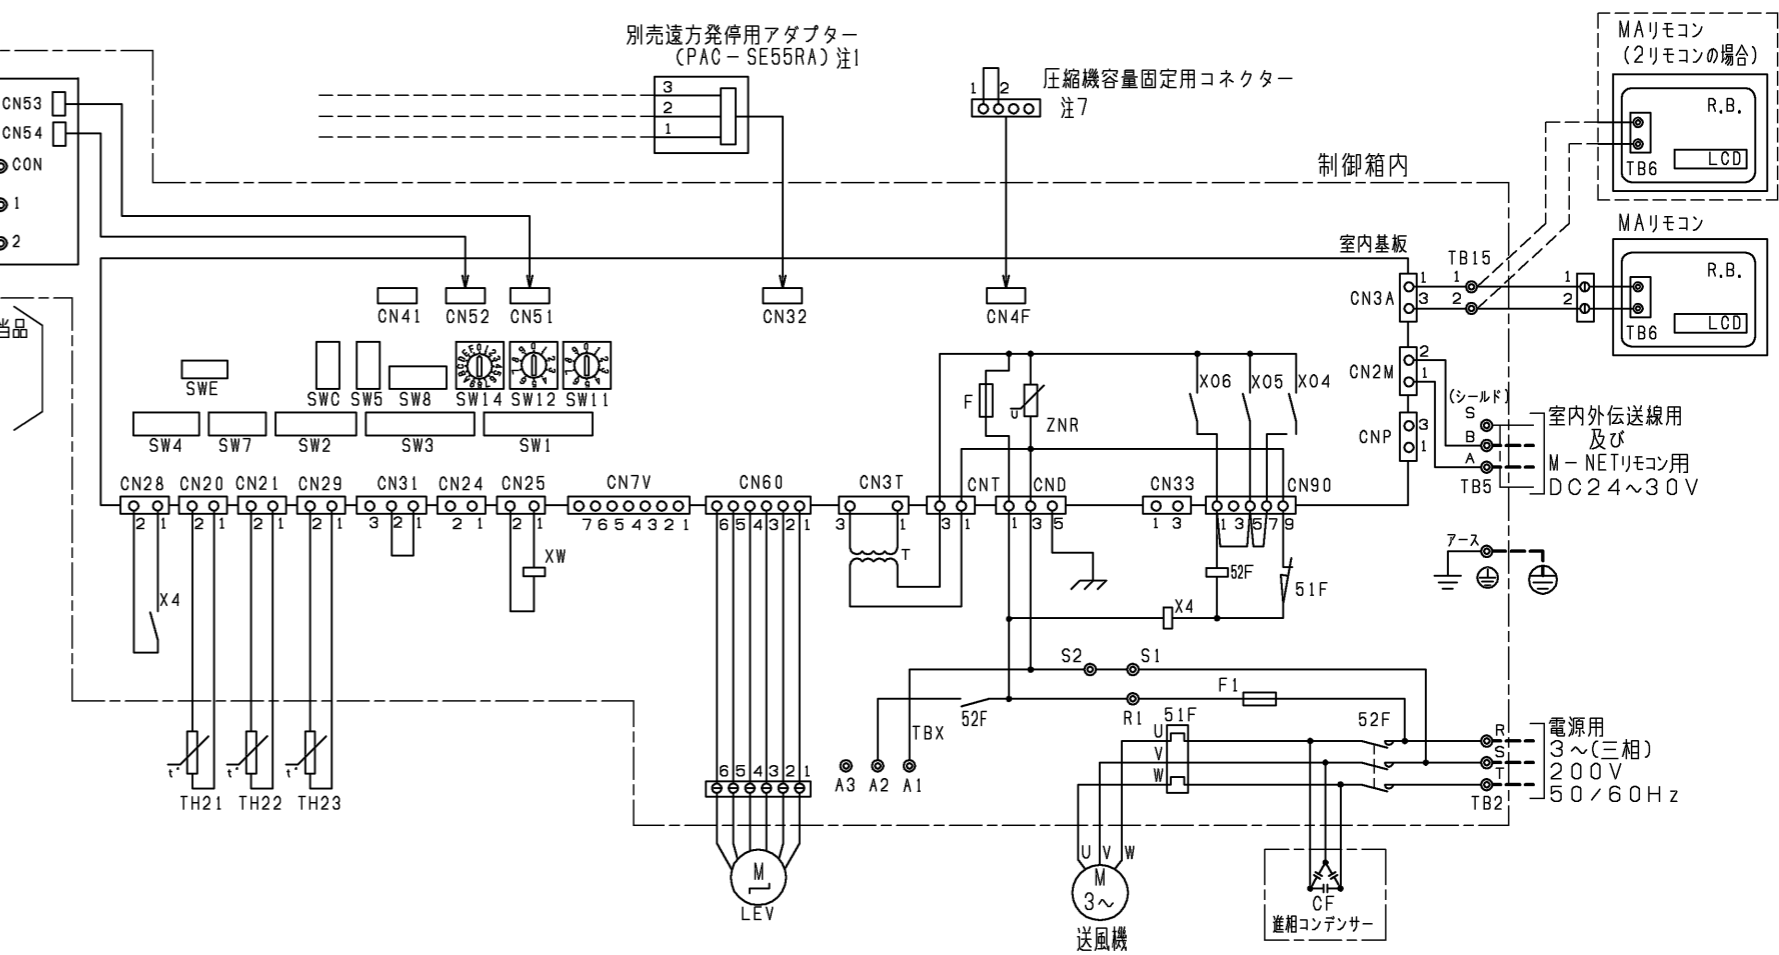 別売遠方発停用アダプター
(PAC-SE55RA)注1
3
2
1
1 2
圧縮機容量固定用コネクター
注7
MAリモコン
(2リモコンの場合)
R.B.
LCD
TB6
CN53
CN54
CON
1
2
制御箱内
MAリモコン
R.B.
LCD
TB6
室内基板
TB15
CN3A
1 1 1
3 2 2
当品
CN41 CN52 CN51 CN32 CN4F
SWE SWC SW5 SW8 SW14 SW12 SW11
SW4 SW7 SW2 SW3 SW1
F
U
ZNR
X06 X05 X04
CN2M
2
1
CNP
3
1
(シールド)
S
B
A
TB5
室内外伝送線用
及び
M-NETリモコン用
DC24~30V
CN28 CN20 CN21 CN29 CN31 CN24 CN25 CN7V CN60 CN3T CNT CND CN33 CN90
2 1 2 1 2 1 2 1 3 2 1 2 1 2 1 7 6 5 4 3 2 1 6 5 4 3 2 1 3 1 3 1 1 3 5 1 3 1 3 5 7 9
アース
X4
XW
T
52F
51F
X4
S2 S1
F1
52F
R1
TBX
51F
U
V
W
52F
R
S
T
TB2
電源用
3~(三相)
200V
50/60Hz
A3 A2 A1
t° t° t°
TH21 TH22 TH23
6 5 4 3 2 1
M
LEV
U V W
M
3~
送風機
CF
進相コンデンサー